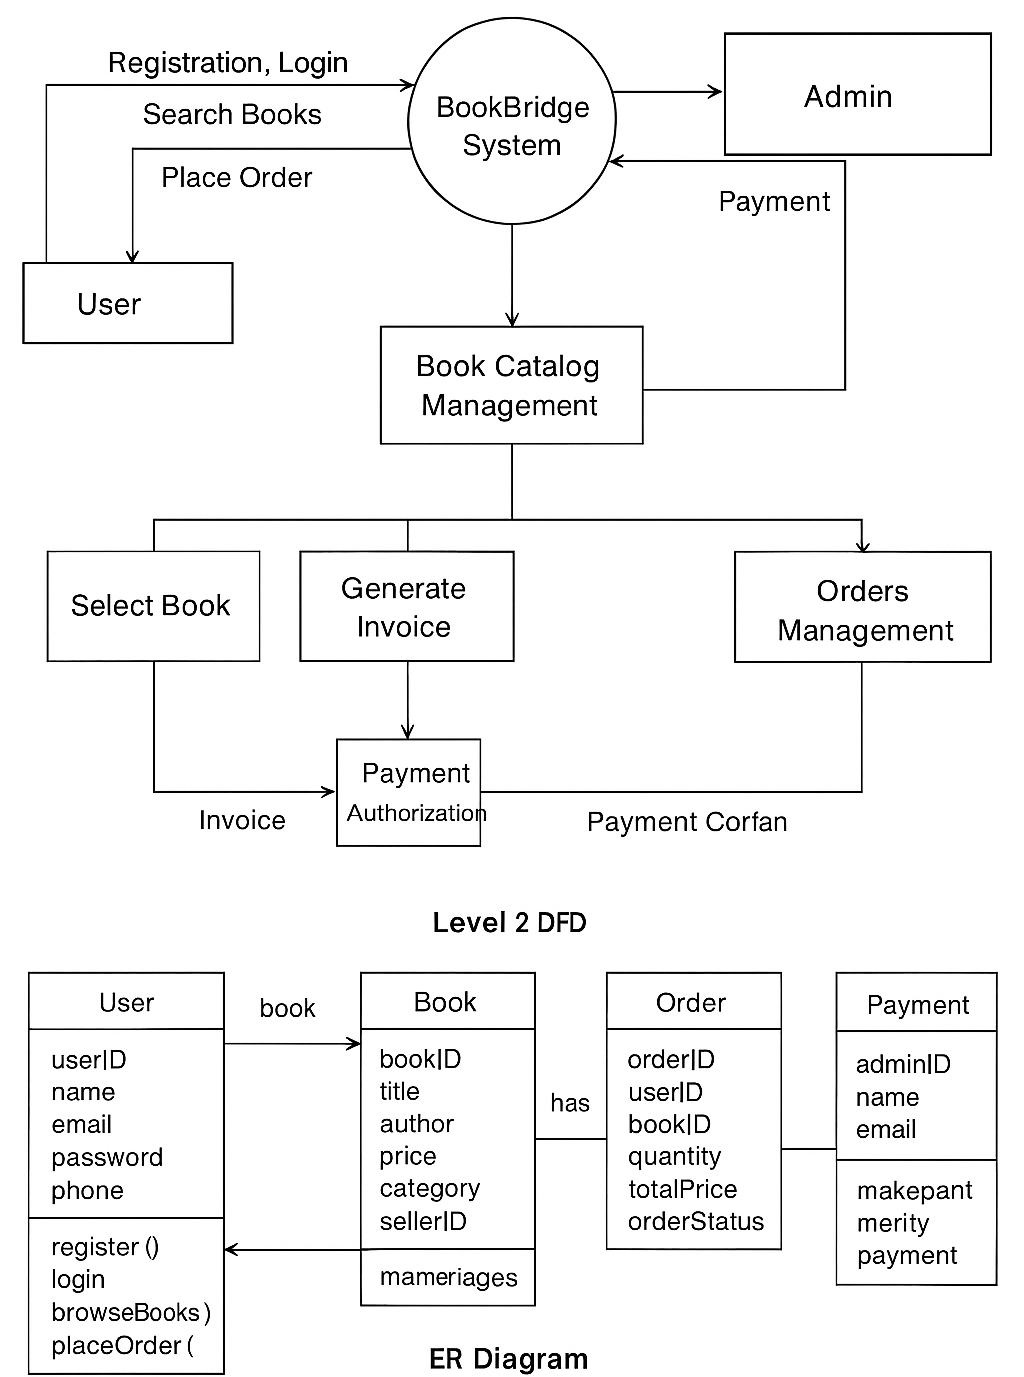 Registration, Login
Search Books
Place Order
BookBridge
System
Admin
Payment
User
Book Catalog
Management
Select Book
Generate
Invoice
Orders
Management
Payment
Authorization
Invoice
Payment Corfan
Level 2 DFD
User
userID
name
email
password
phone
register ()
login
browseBooks )
placeOrder (
book
Book
bookID
title
author
price
category
sellerID
mameriages
has
Order
orderID
userID
bookID
quantity
totalPrice
orderStatus
Payment
adminID
name
email
makepant
merity
payment
ER Diagram